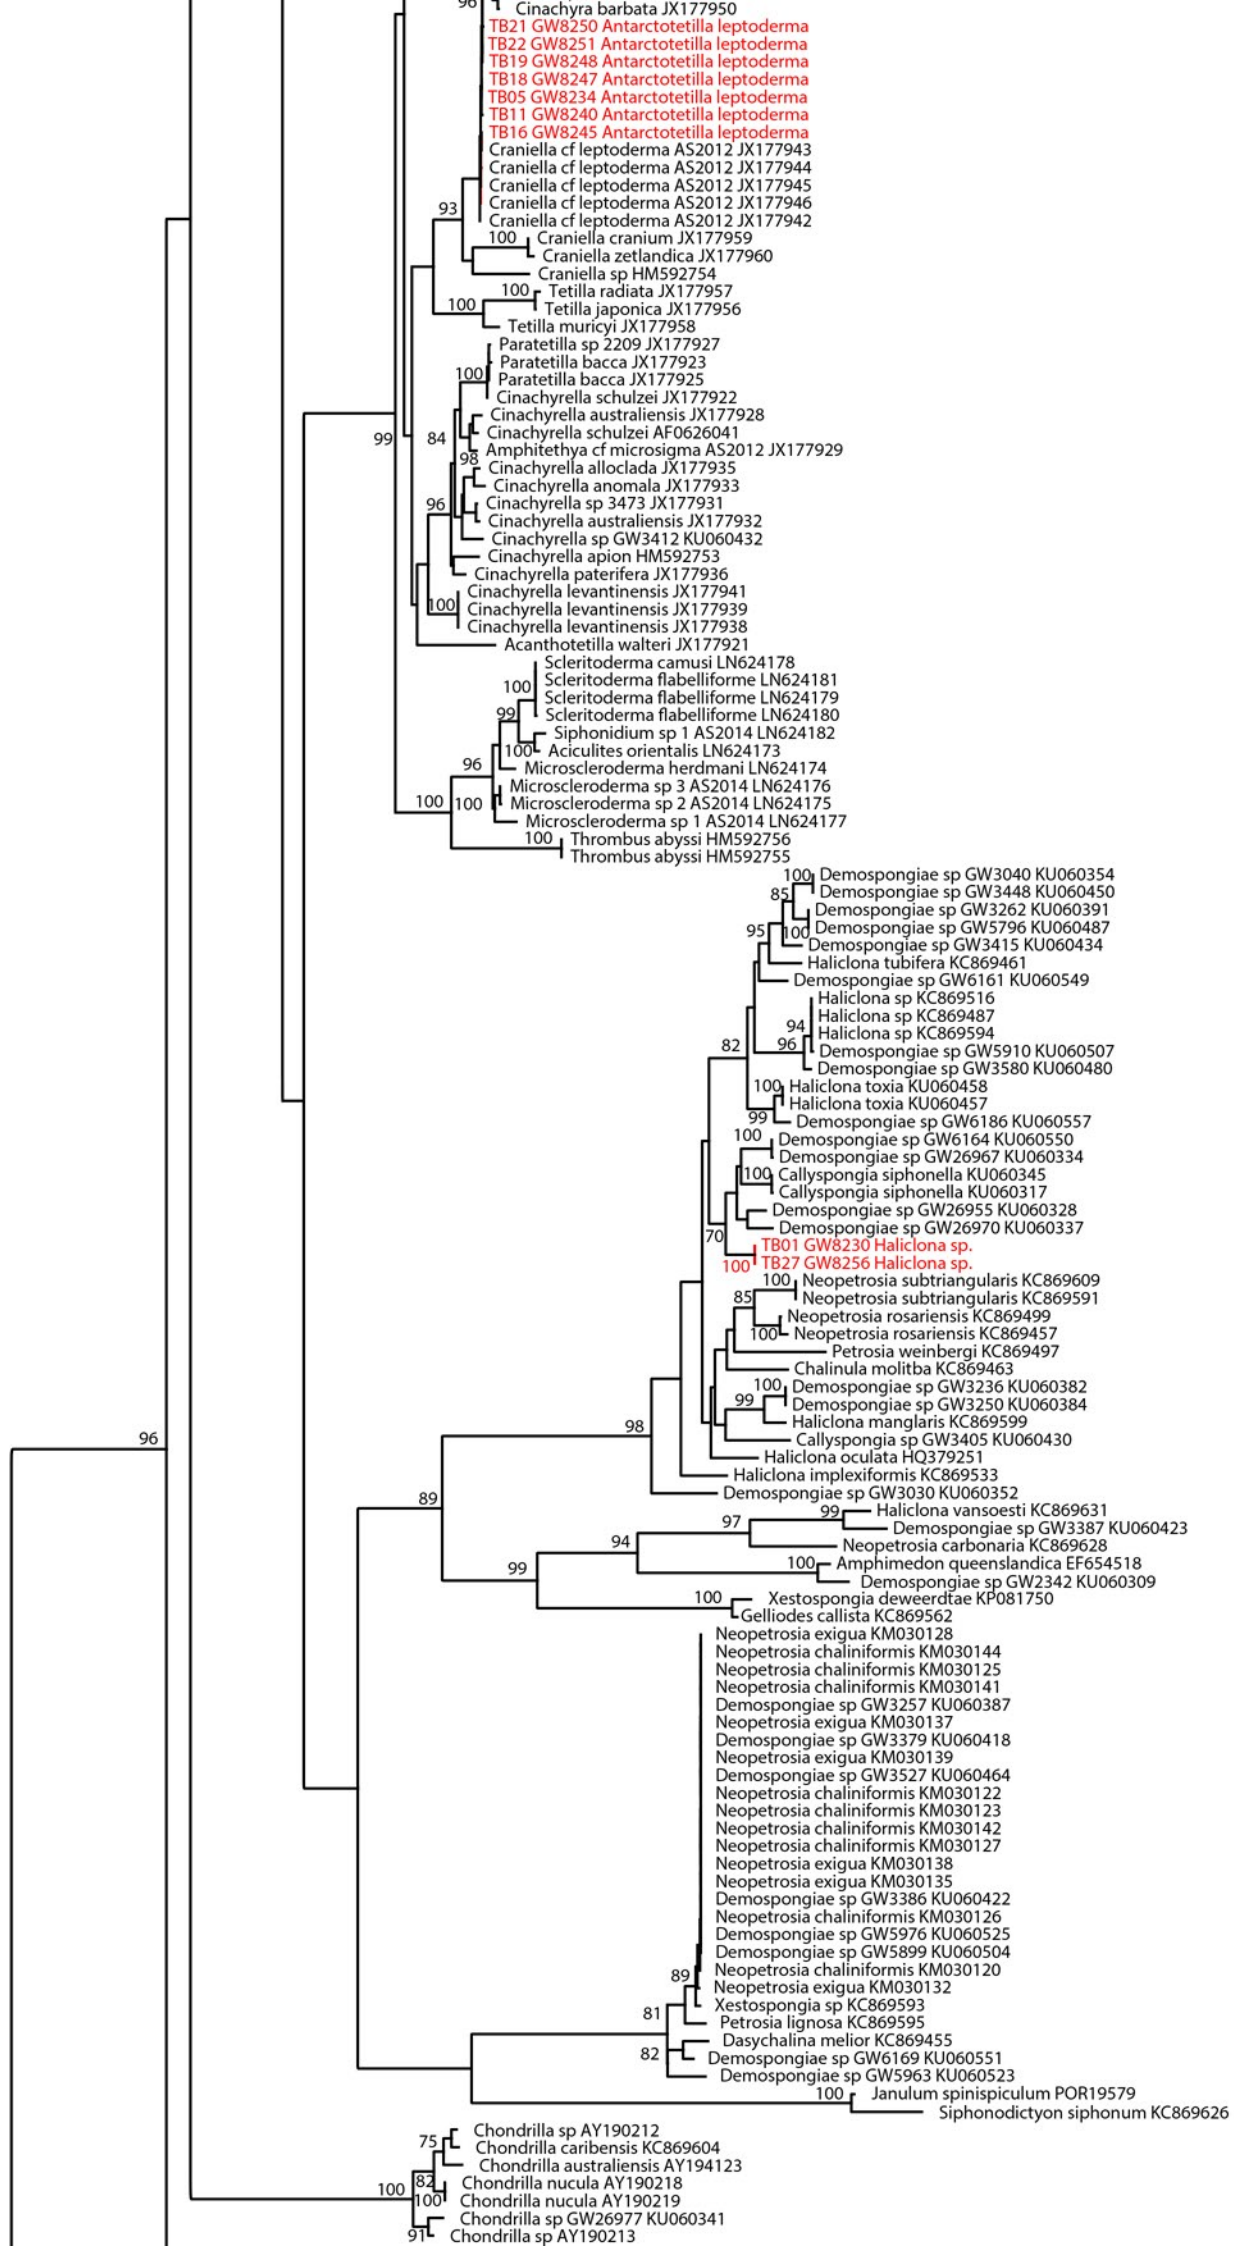 96
Cinachyra barbata JX177950
TB21 GW8250 Antarctotetilla leptoderma
TB22 GW8251 Antarctotetilla leptoderma
TB19 GW8248 Antarctotetilla leptoderma
TB18 GW8247 Antarctotetilla leptoderma
TB05 GW8234 Antarctotetilla leptoderma
TB11 GW8240 Antarctotetilla leptoderma
TB16 GW8245 Antarctotetilla leptoderma
Craniella cf leptoderma AS2012 JX177943
Craniella cf leptoderma AS2012 JX177944
Craniella cf leptoderma AS2012 JX177945
Craniella cf leptoderma AS2012 JX177946
93
Craniella cf leptoderma AS2012 JX177942
100 Craniella cranium JX177959
Craniella zetlandica JX177960
Craniella sp HM592754
100 Tetilla radiata JX177957
100 Tetilla japonica JX177956
Tetilla muricyi JX177958
Paratetilla sp 2209 JX177927
Paratetilla bacca JX177923
100 Paratetilla bacca JX177925
Cinachyrella schulzei JX177922
Cinachyrella australiensis JX177928
99 84 Cinachyrella schulzei AF0626041
Amphitethya cf microsigma AS2012 JX177929
98 Cinachyrella alloclada JX177935
Cinachyrella anomala JX177933
96 Cinachyrella sp 3473 JX177931
Cinachyrella australiensis JX177932
Cinachyrella sp GW3412 KU060432
Cinachyrella apion HM592753
Cinachyrella paterifera JX177936
Cinachyrella levantinensis JX177941
100 Cinachyrella levantinensis JX177939
Cinachyrella levantinensis JX177938
Acanthotetilla walteri JX177921
Scleritoderma camusi LN624178
100 Scleritoderma flabelliforme LN624181
Scleritoderma flabelliforme LN624179
99 Scleritoderma flabelliforme LN624180
Siphonidium sp 1 AS2014 LN624182
100 Aciculites orientalis LN624173
96 Microscleroderma herdmani LN624174
Microscleroderma sp 3 AS2014 LN624176
100 100 Microscleroderma sp 2 AS2014 LN624175
Microscleroderma sp 1 AS2014 LN624177
100 Thrombus abyssi HM592756
Thrombus abyssi HM592755
100 Demospongiae sp GW3040 KU060354
85 Demospongiae sp GW3448 KU060450
Demospongiae sp GW3262 KU060391
95 100 Demospongiae sp GW5796 KU060487
Demospongiae sp GW3415 KU060434
Haliclona tubifera KC869461
Demospongiae sp GW6161 KU060549
Haliclona sp KC869516
Haliclona sp KC869487
94 Haliclona sp KC869594
82 96 Demospongiae sp GW5910 KU060507
Demospongiae sp GW3580 KU060480
100 Haliclona toxia KU060458
Haliclona toxia KU060457
99 Demospongiae sp GW6186 KU060557
100 Demospongiae sp GW6164 KU060550
Demospongiae sp GW26967 KU060334
100 Callyspongia siphonella KU060345
Callyspongia siphonella KU060317
Demospongiae sp GW26955 KU060328
70 Demospongiae sp GW26970 KU060337
TB01 GW8230 Haliclona sp.
100 TB27 GW8256 Haliclona sp.
100 Neopetrosia subtriangularis KC869609
85 Neopetrosia subtriangularis KC869591
Neopetrosia rosariensis KC869499
100 Neopetrosia rosariensis KC869457
Petrosia weinbergi KC869497
Chalinula molitba KC869463
100 Demospongiae sp GW3236 KU060382
99 Demospongiae sp GW3250 KU060384
Haliclona manglaris KC869599
98 Callyspongia sp GW3405 KU060430
96 Haliclona oculata HQ379251
Haliclona implexiformis KC869533
89 Demospongiae sp GW3030 KU060352
99 Haliclona vansoesti KC869631
97 Demospongiae sp GW3387 KU060423
94 Neopetrosia carbonaria KC869628
99 100 Amphimedon queenslandica EF654518
Demospongiae sp GW2342 KU060309
100 Xestospongia deweerdtae KP081750
Gelliodes callista KC869562
Neopetrosia exigua KM030128
Neopetrosia chaliniformis KM030144
Neopetrosia chaliniformis KM030125
Neopetrosia chaliniformis KM030141
Demospongiae sp GW3257 KU060387
Neopetrosia exigua KM030137
Demospongiae sp GW3379 KU060418
Neopetrosia exigua KM030139
Demospongiae sp GW3527 KU060464
Neopetrosia chaliniformis KM030122
Neopetrosia chaliniformis KM030123
Neopetrosia chaliniformis KM030142
Neopetrosia chaliniformis KM030127
Neopetrosia exigua KM030138
Neopetrosia exigua KM030135
Demospongiae sp GW3386 KU060422
Neopetrosia chaliniformis KM030126
Demospongiae sp GW5976 KU060525
Demospongiae sp GW5899 KU060504
89 Neopetrosia chaliniformis KM030120
Neopetrosia exigua KM030132
81 Xestospongia sp KC869593
Petrosia lignosa KC869595
Dasychalina melior KC869455
82 Demospongiae sp GW6169 KU060551
Demospongiae sp GW5963 KU060523
100 Janulum spinispiculum POR19579
Siphonodictyon siphonum KC869626
Chondrilla sp AY190212
75 Chondrilla caribensis KC869604
Chondrilla australiensis AY194123
100 82 Chondrilla nucula AY190218
100 Chondrilla nucula AY190219
Chondrilla sp GW26977 KU060341
91 Chondrilla sp AY190213